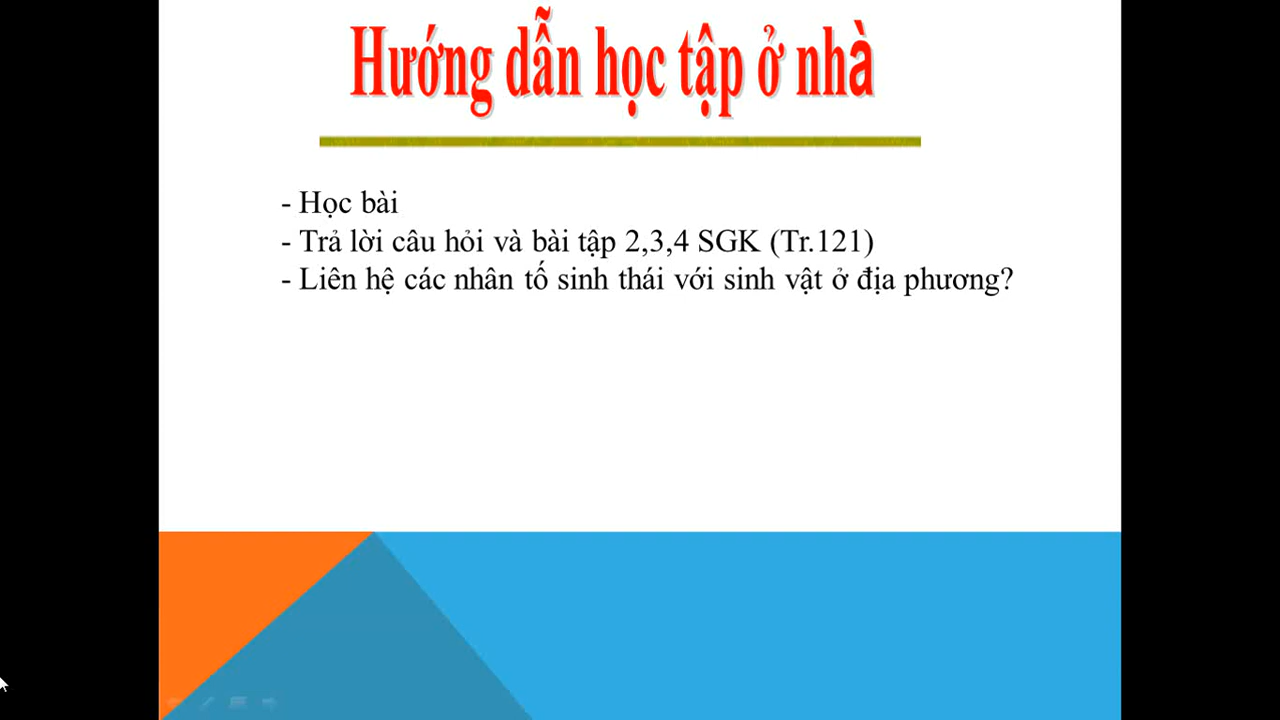 Hướng dẫn học tập ở nhà
- Học bài
- Trả lời câu hỏi và bài tập 2,3,4 SGK (Tr.121)
- Liên hệ các nhân tố sinh thái với sinh vật ở địa phương?